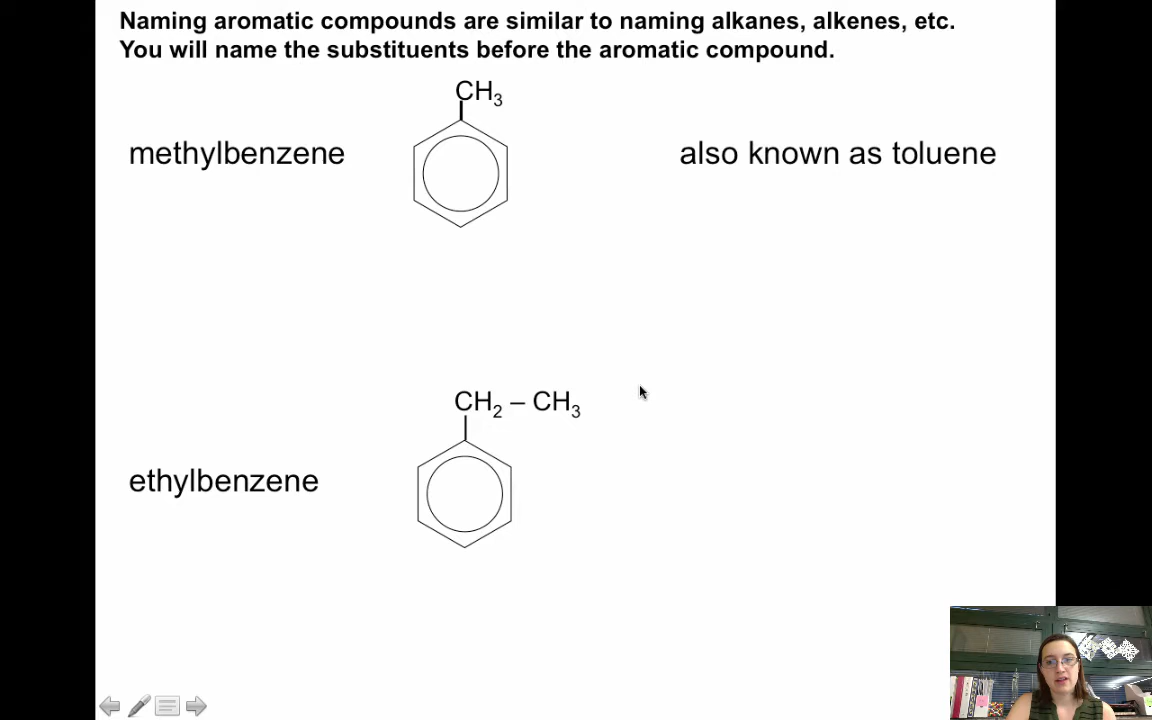 Naming aromatic compounds are similar to naming alkanes, alkenes, etc.
You will name the substituents before the aromatic compound.
CH₃
methylbenzene
also known as toluene
CH₂ – CH₃
ethylbenzene